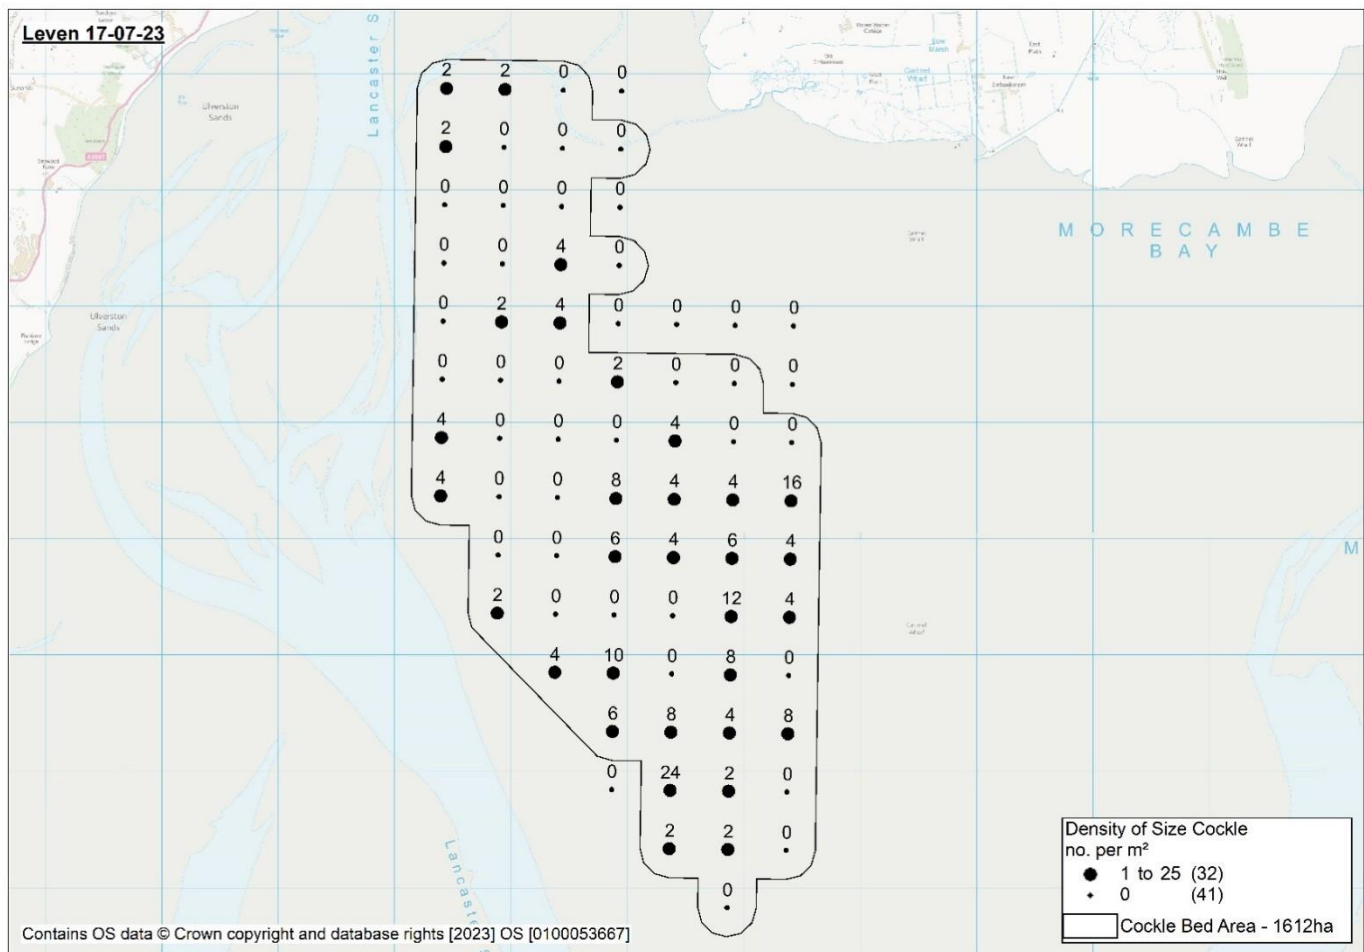 Leven 17-07-23
Lancaster S
Ulverston
Sands
MORECAMBE
BAY
Ulverston
Sands
2 2 0 0
2 0 0 0
0 0 0 0
0 0 4 0
0 2 4 0 0 0 0
0 0 0 2 0 0 0
4 0 0 0 4 0 0
4 0 0 8 4 4 16
0 0 6 4 6 4
M
2 0 0 0 12 4
4 10 0 8 0
6 8 4 8
0 24 2 0
2 2 0
0
Lancaste
Density of Size Cockle
no. per m²
1 to 25 (32)
0 (41)
Cockle Bed Area - 1612ha
Contains OS data © Crown copyright and database rights [2023] OS [0100053667]